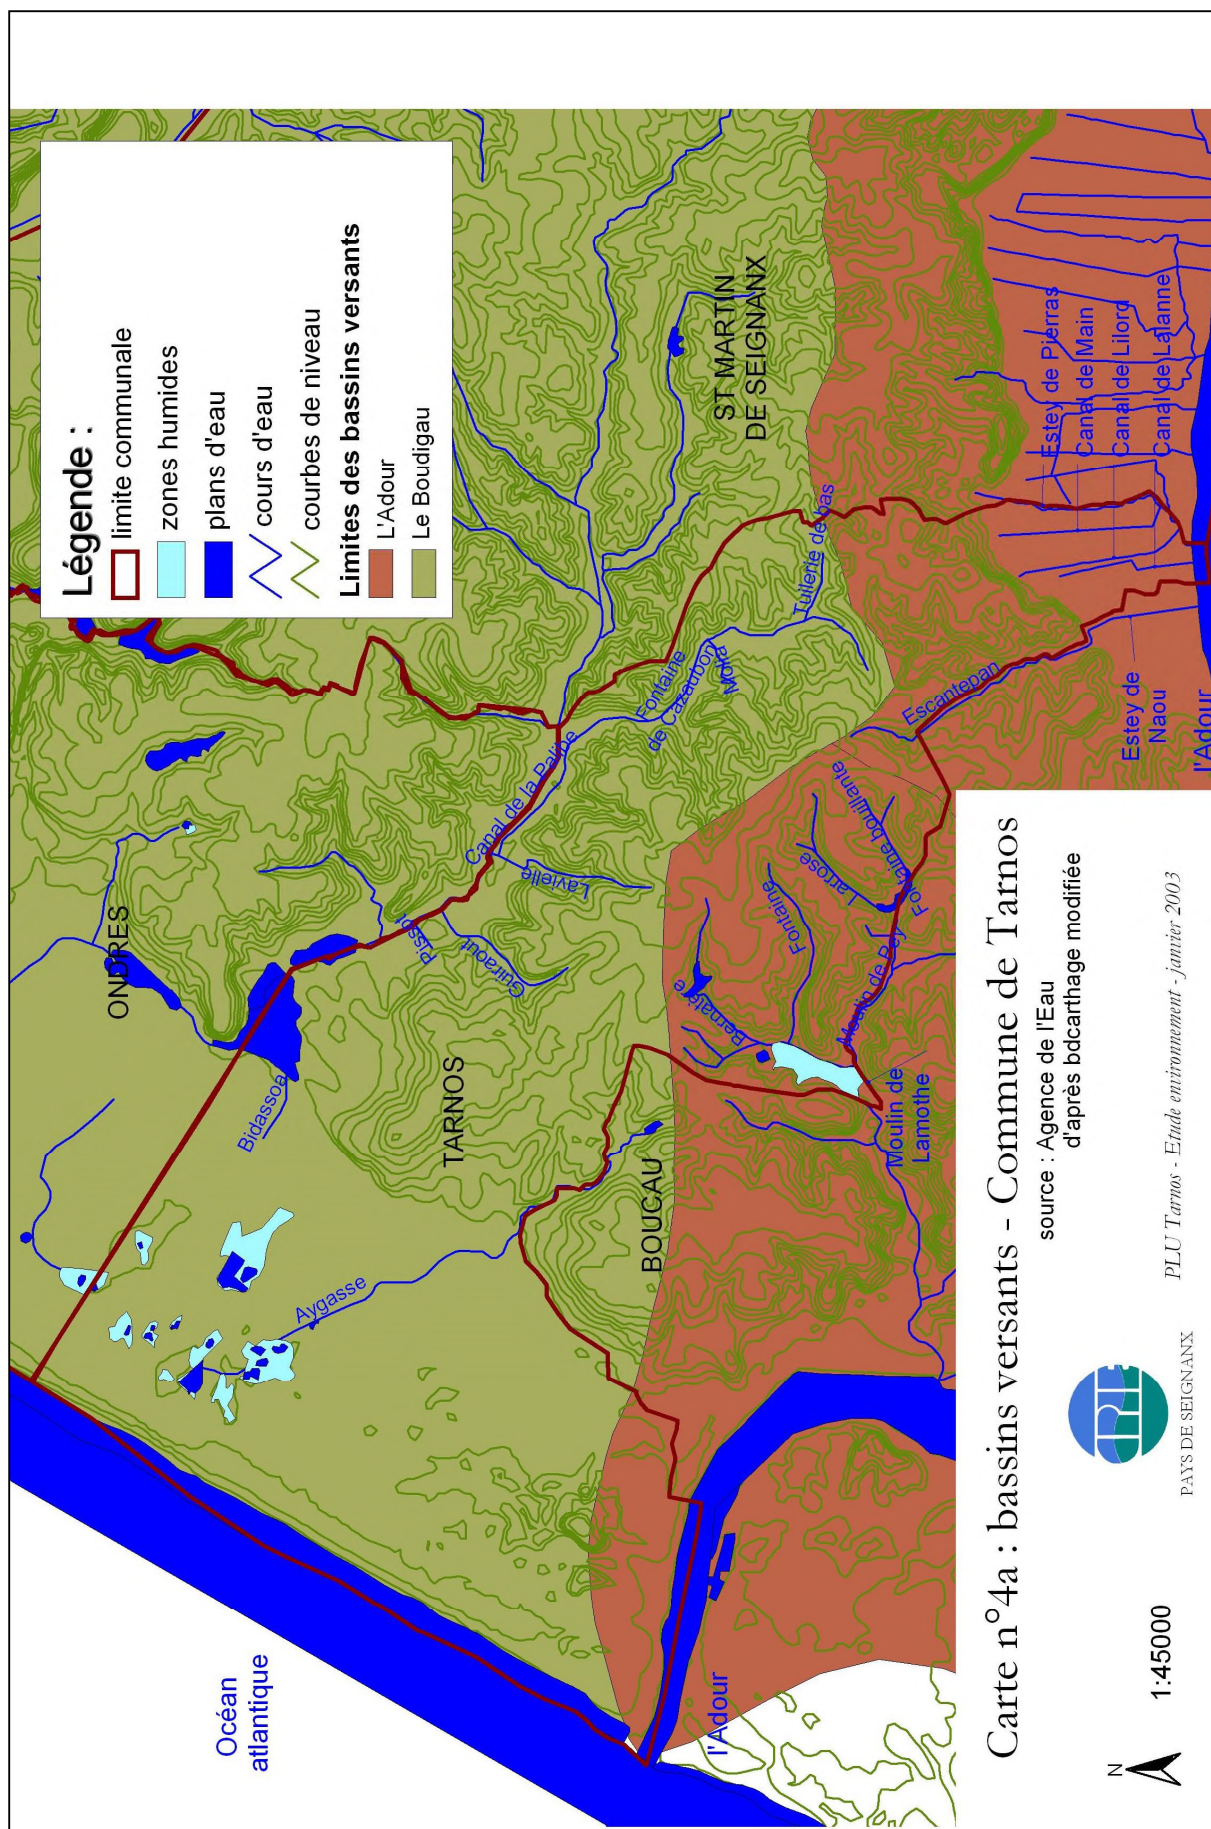 Légende :
limite communale
zones humides
plans d'eau
cours d'eau
courbes de niveau
Limites des bassins versants
L'Adour
Le Boudigau
Océan
atlantique
ONDRES
TARNOS
BOUCAU
ST MARTIN
DE SEIGNANX
Bidassoa
Aygasse
Pissot
Guiraout
Canal de la Palibe
Lavielle
Fontaine
de Cazaubon
Moita
Tuilerie de bas
Escantepan
Bernatère
Fontaine
Larrose
Fontaine bouillante
Moulin de Rey
Moulin de
Lamothe
Estey de Pierras
Canal de Main
Canal de Lilord
Canal de Lalanne
Estey de
Naou
l'Adour
l'Adour
Carte n°4a : bassins versants - Commune de Tarnos
source : Agence de l'Eau
d'après bdcarthage modifiée
PLU Tarnos - Etude environnement - janvier 2003
PAYS DE SEIGNANX
1:45000
N